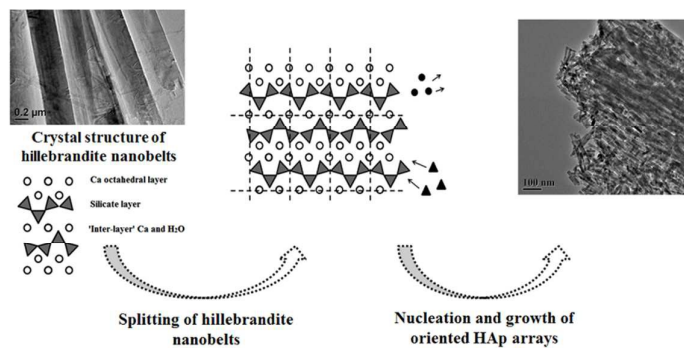 0.2 µm
Crystal structure of
hillebrandite nanobelts
Ca octahedral layer
Silicate layer
'Inter-layer' Ca and H₂O
Splitting of hillebrandite
nanobelts
100 nm
Nucleation and growth of
oriented HAp arrays